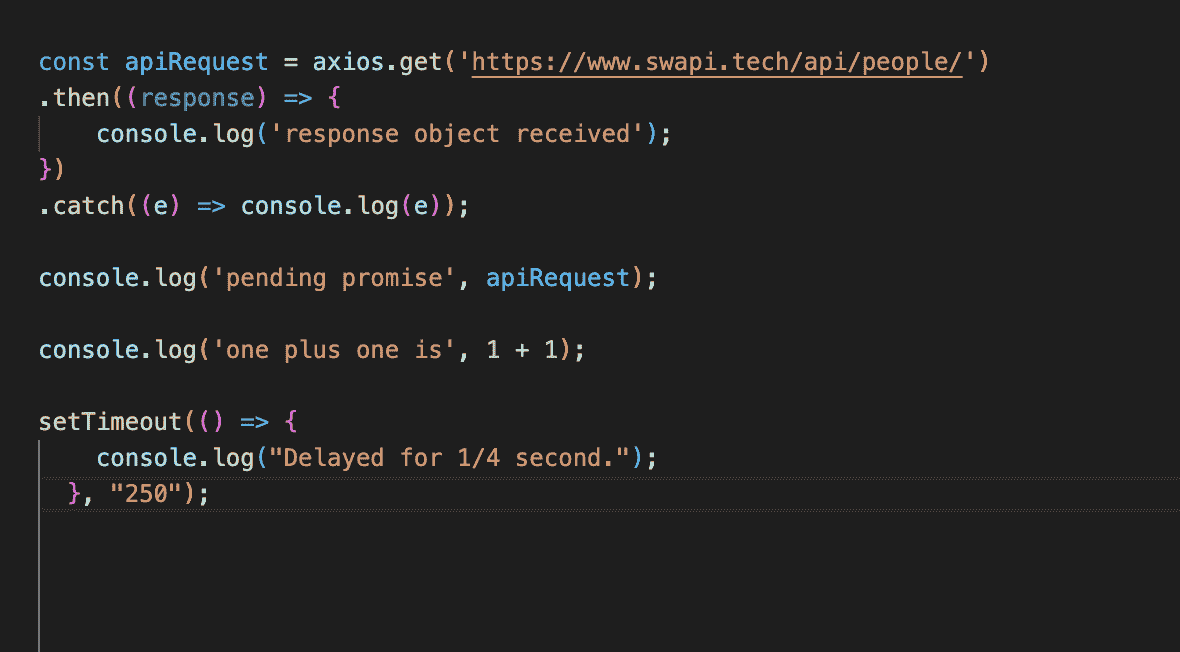 const apiRequest = axios.get('https://www.swapi.tech/api/people/')
.then((response) => {
    console.log('response object received');
})
.catch((e) => console.log(e));

console.log('pending promise', apiRequest);

console.log('one plus one is', 1 + 1);

setTimeout(() => {
    console.log("Delayed for 1/4 second.");
  }, "250");